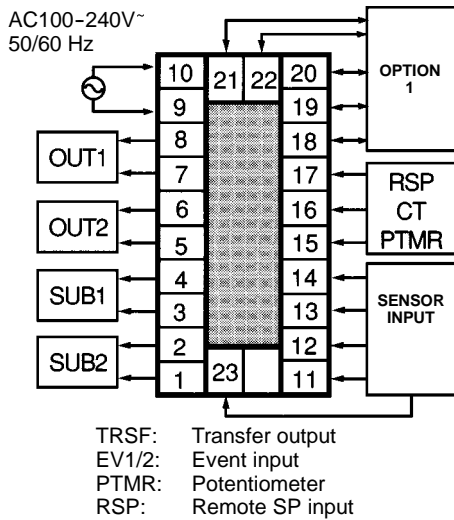 AC100-240V~
50/60 Hz
10 21 22 20
9 19
8 18
7 17
6 16
5 15
4 14
3 13
2 12
1 23 11
OUT1
OUT2
SUB1
SUB2
OPTION
1
RSP
CT
PTMR
SENSOR
INPUT
TRSF: Transfer output
EV1/2: Event input
PTMR: Potentiometer
RSP: Remote SP input